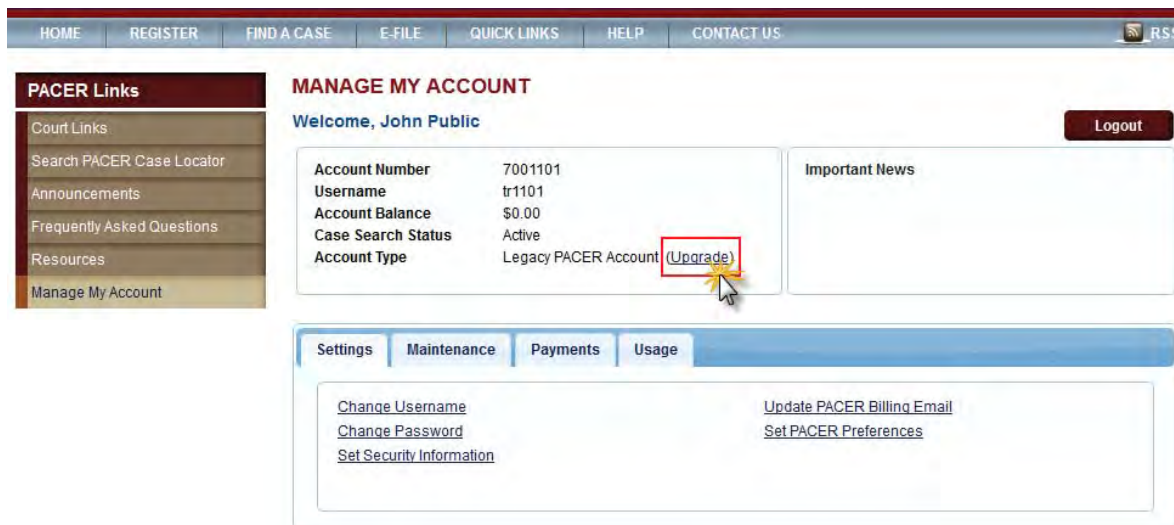 HOME REGISTER FIND A CASE E-FILE QUICK LINKS HELP CONTACT US RSS
PACER Links
Court Links
Search PACER Case Locator
Announcements
Frequently Asked Questions
Resources
Manage My Account
MANAGE MY ACCOUNT
Welcome, John Public
Logout
Account Number 7001101
Username tr1101
Account Balance $0.00
Case Search Status Active
Account Type Legacy PACER Account (Upgrade)
Important News
Settings Maintenance Payments Usage
Change Username
Change Password
Set Security Information
Update PACER Billing Email
Set PACER Preferences